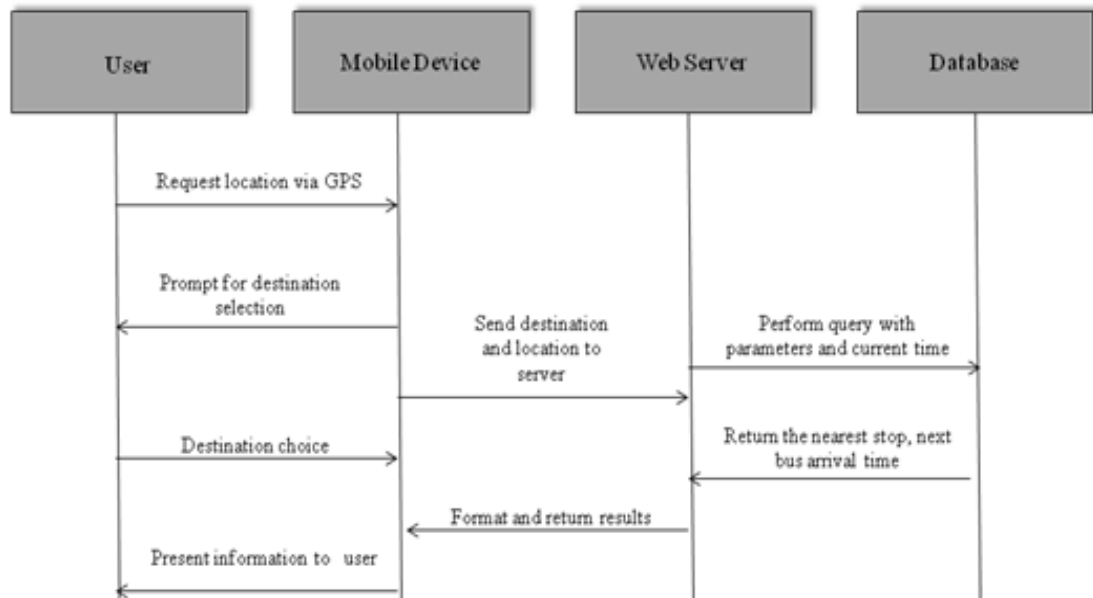 User
Mobile Device
Web Server
Database
Request location via GPS
Prompt for destination
selection
Send destination
and location to
server
Perform query with
parameters and current time
Destination choice
Return the nearest stop, next
bus arrival time
Format and return results
Present information to user